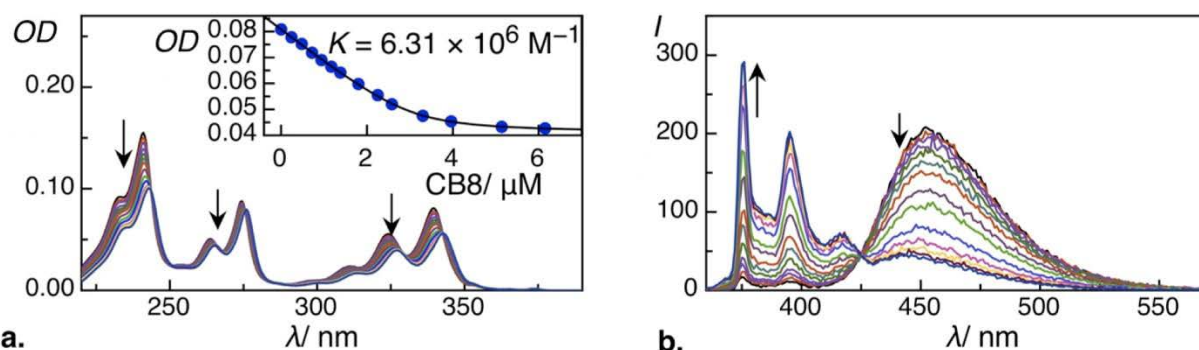 OD
0.20
0.10
0.00
250
300
350
λ/ nm
a.
OD
0.08
0.07
0.06
0.05
0.04
K = 6.31 × 10⁶ M⁻¹
0
2
4
6
CB8/ μM
I
300
200
100
0
400
450
500
550
λ/ nm
b.